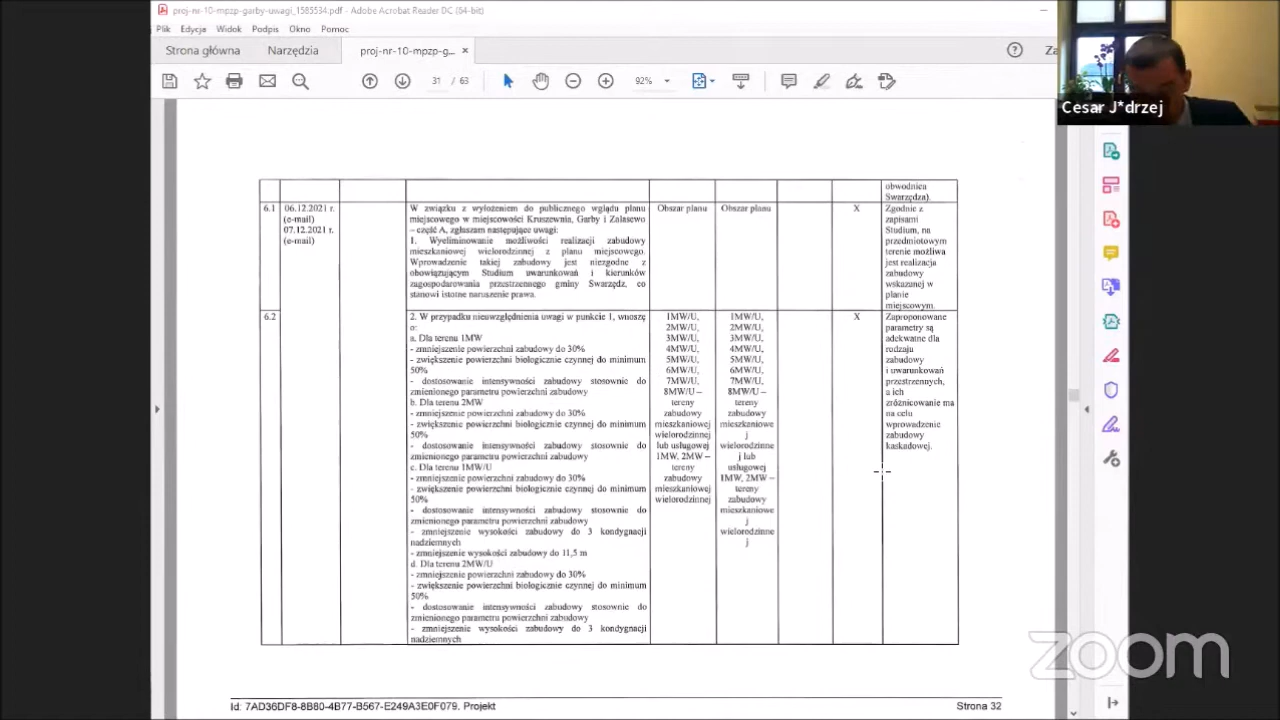 proj-nr-10-mpzp-garby-uwagi_1585534.pdf - Adobe Acrobat Reader DC (64-bit)
Plik Edycja Widok Podpis Okno Pomoc
Strona główna Narzędzia proj-nr-10-mpzp-g... ×
31 / 63 92%
Cesar J*drzej
obwodnica
Swarzędza).
6.1
06.12.2021 r.
(e-mail)
07.12.2021 r.
(e-mail)
W związku z wyłożeniem do publicznego wglądu planu
miejscowego w miejscowości Kruszewnia, Garby i Zalasewo
– część A, zgłaszam następujące uwagi:
1. Wyeliminowanie możliwości realizacji zabudowy
mieszkaniowej wielorodzinnej z planu miejscowego.
Wprowadzenie takiej zabudowy jest niezgodne z
obowiązującym Studium uwarunkowań i kierunków
zagospodarowania przestrzennego gminy Swarzędz, co
stanowi istotne naruszenie prawa.
Obszar planu
Obszar planu
X
Zgodnie z
zapisami
Studium, na
przedmiotowym
terenie możliwa
jest realizacja
zabudowy
wskazanej w
planie
miejscowym.
6.2
2. W przypadku nieuwzględnienia uwagi w punkcie 1, wnoszę
o:
a. Dla terenu 1MW
- zmniejszenie powierzchni zabudowy do 30%
- zwiększenie powierzchni biologicznie czynnej do minimum
50%
- dostosowanie intensywności zabudowy stosownie do
zmienionego parametru powierzchni zabudowy
b. Dla terenu 2MW
- zmniejszenie powierzchni zabudowy do 30%
- zwiększenie powierzchni biologicznie czynnej do minimum
50%
- dostosowanie intensywności zabudowy stosownie do
zmienionego parametru powierzchni zabudowy
c. Dla terenu 1MW/U
- zmniejszenie powierzchni zabudowy do 30%
- zwiększenie powierzchni biologicznie czynnej do minimum
50%
- dostosowanie intensywności zabudowy stosownie do
zmienionego parametru powierzchni zabudowy
- zmniejszenie wysokości zabudowy do 3 kondygnacji
nadziemnych
- zmniejszenie wysokości zabudowy do 11,5 m
d. Dla terenu 2MW/U
- zmniejszenie powierzchni zabudowy do 30%
- zwiększenie powierzchni biologicznie czynnej do minimum
50%
- dostosowanie intensywności zabudowy stosownie do
zmienionego parametru powierzchni zabudowy
- zmniejszenie wysokości zabudowy do 3 kondygnacji
nadziemnych
1MW/U,
2MW/U,
3MW/U,
4MW/U,
5MW/U,
6MW/U,
7MW/U,
8MW/U –
tereny
zabudowy
mieszkaniowej
wielorodzinnej
lub usługowej
1MW, 2MW –
tereny
zabudowy
mieszkaniowej
wielorodzinnej
1MW/U,
2MW/U,
3MW/U,
4MW/U,
5MW/U,
6MW/U,
7MW/U,
8MW/U –
tereny
zabudowy
mieszkaniowe
j
wielorodzinne
j lub
usługowej
1MW, 2MW –
tereny
zabudowy
mieszkaniowe
j
wielorodzinne
j
X
Zaproponowane
parametry są
adekwatne dla
rodzaju
zabudowy
i uwarunkowań
przestrzennych,
a ich
zróżnicowanie ma
na celu
wprowadzenie
zabudowy
kaskadowej.
zoom
Id: 7AD36DF8-8B80-4B77-B567-E249A3E0F079. Projekt Strona 32